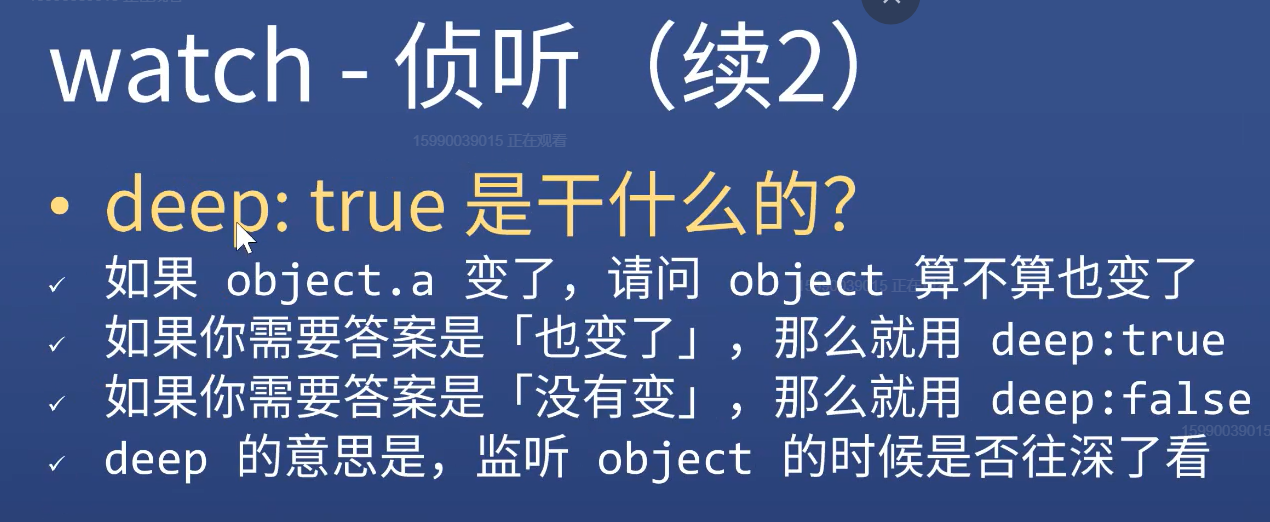 watch - 侦听（续2）
15990039015 正在观看
• deep: true 是干什么的？
✓ 如果 object.a 变了，请问 object 算不算也变了
✓ 如果你需要答案是「也变了」，那么就用 deep:true
✓ 如果你需要答案是「没有变」，那么就用 deep:false
15990039015
✓ deep 的意思是，监听 object 的时候是否往深了看